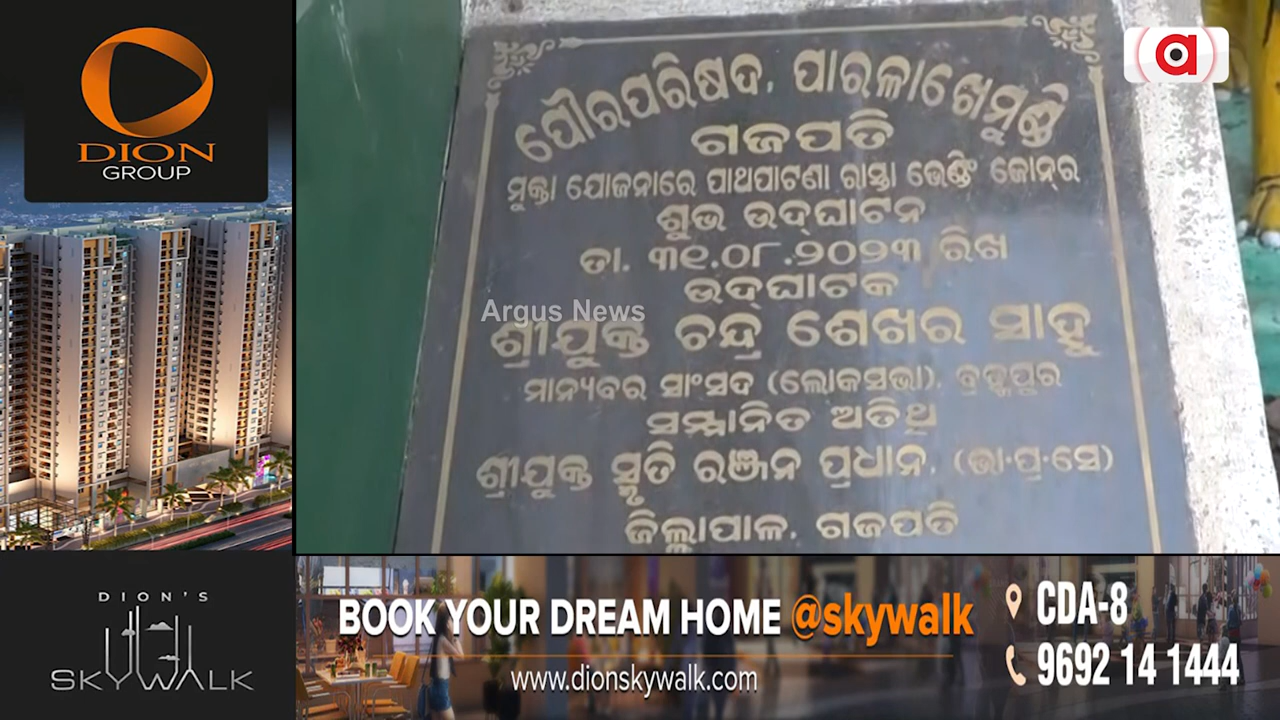 DION
GROUP
a
ପୌରପରିଷଦ, ପାରଳାଖେମୁଣ୍ଡି
ଗଜପତି
ମୁକ୍ତା ଯୋଜନାରେ ପାଥପାଟଣା ରାସ୍ତା ଭେଣ୍ଡିଂ ଜୋନ୍‌ର
ଶୁଭ ଉଦ୍‌ଘାଟନ
ତା. ୩୧.୦୮.୨୦୨୩ ରିଖ
ଉଦ୍‌ଘାଟକ
Argus News
ଶ୍ରୀଯୁକ୍ତ ଚନ୍ଦ୍ର ଶେଖର ସାହୁ
ମାନ୍ୟବର ସାଂସଦ (ଲୋକସଭା), ବ୍ରହ୍ମପୁର
ସମ୍ମାନିତ ଅତିଥି
ଶ୍ରୀଯୁକ୍ତ ସ୍ମୃତି ରଞ୍ଜନ ପ୍ରଧାନ, (ଭା.ପ୍ର.ସେ)
ଜିଲ୍ଲାପାଳ, ଗଜପତି
DION'S
SKYWALK
BOOK YOUR DREAM HOME @skywalk
www.dionskywalk.com
CDA-8
9692 14 1444